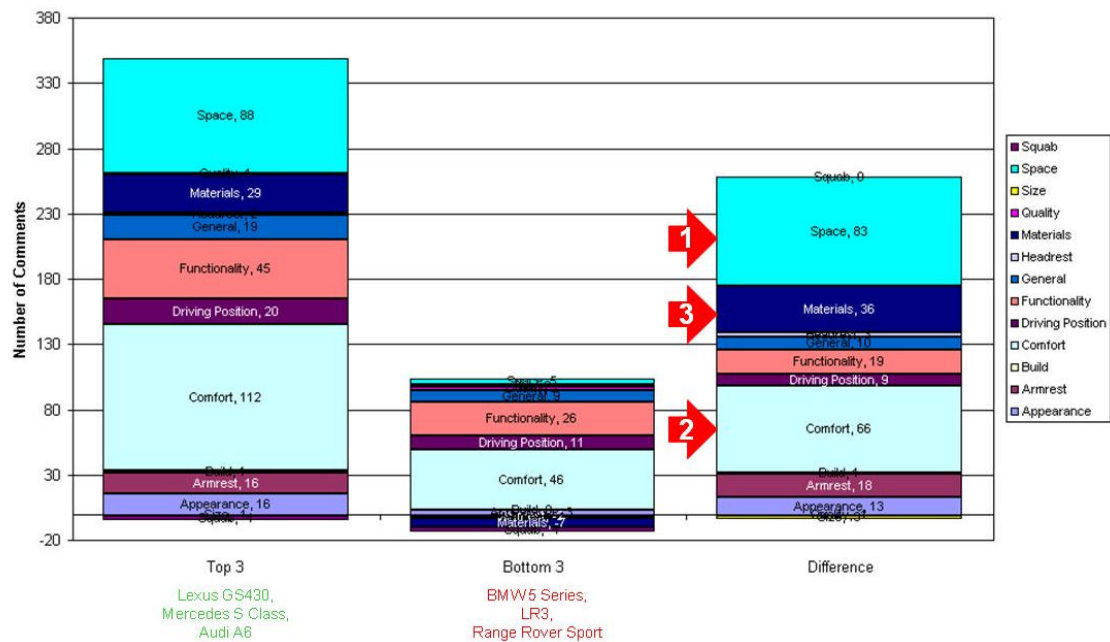 380
330
280
230
180
130
80
30
-20
Number of Comments
Space, 88
Materials, 29
General, 19
Functionality, 45
Driving Position, 20
Comfort, 112
Armrest, 16
Appearance, 16
General, 9
Functionality, 26
Driving Position, 11
Comfort, 46
Materials, -7
Squab, 0
Space, 83
Materials, 36
General, 10
Functionality, 19
Driving Position, 9
Comfort, 66
Armrest, 18
Appearance, 13
1
3
2
Squab
Space
Size
Quality
Materials
Headrest
General
Functionality
Driving Position
Comfort
Build
Armrest
Appearance
Top 3
Bottom 3
Difference
Lexus GS430,
Mercedes S Class,
Audi A6
BMW5 Series,
LR3,
Range Rover Sport